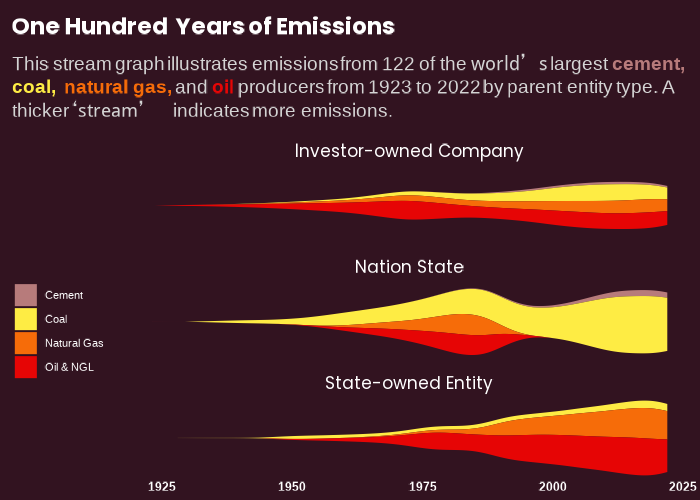 One Hundred Years of Emissions
This stream graph illustrates emissions from 122 of the world’s largest cement,
coal, natural gas, and oil producers from 1923 to 2022 by parent entity type. A
thicker ‘stream’ indicates more emissions.
Investor-owned Company
Nation State
Cement
Coal
Natural Gas
Oil & NGL
State-owned Entity
1925 1950 1975 2000 2025